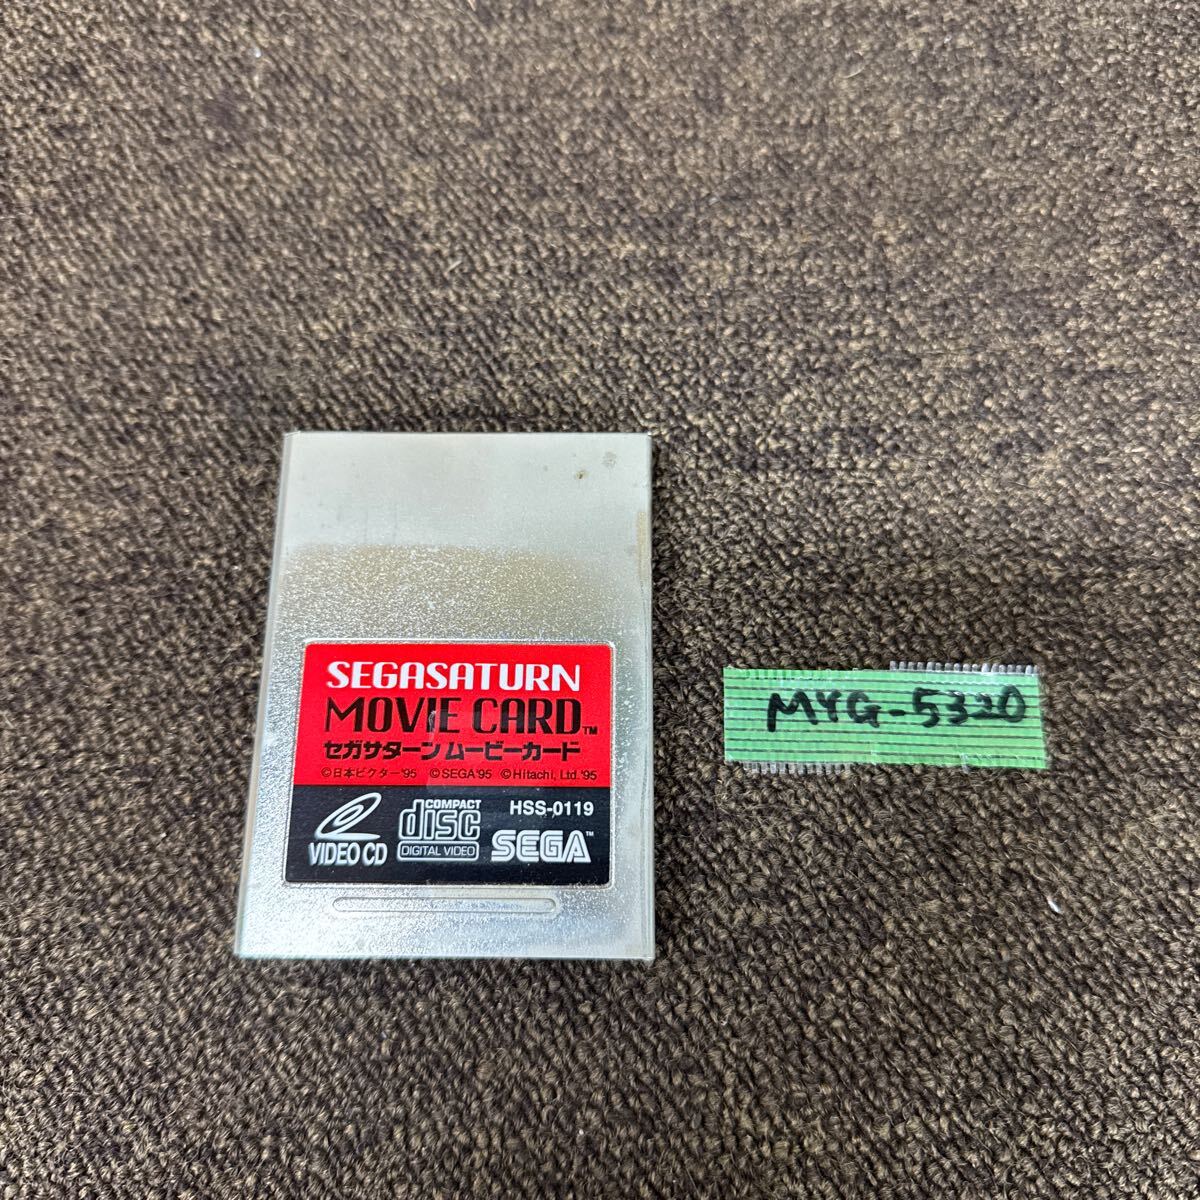 SEGASATURN
MOVIE CARD™
セガサターン ムービーカード
©日本ビクター'95 ©SEGA'95 ©Hitachi, Ltd.'95
HSS-0119
VIDEO CD
COMPACT
disc
DIGITAL VIDEO
SEGA™
MYG-5320